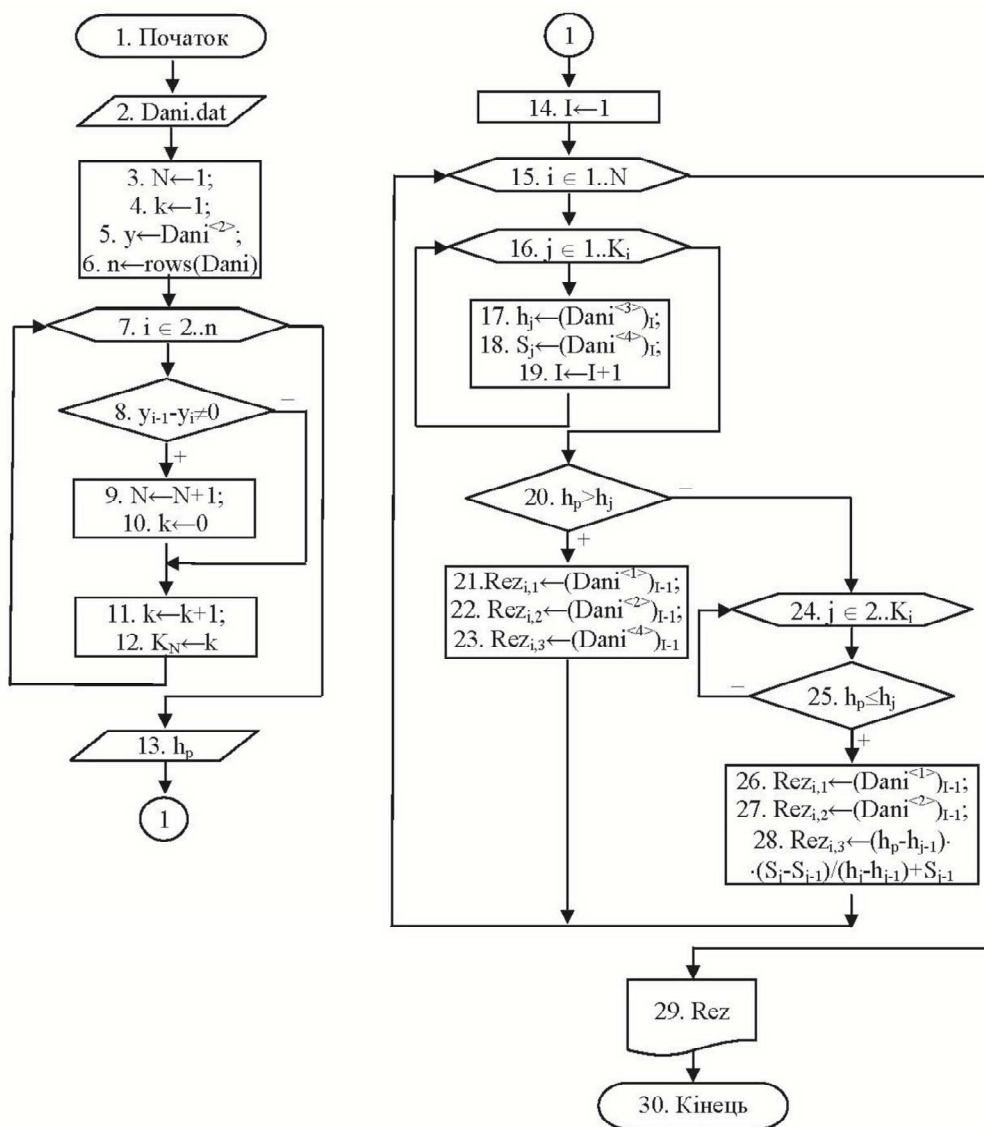 1. Початок
2. Dani.dat
3. N←1;
4. k←1;
5. y←Dani<2>;
6. n←rows(Dani)
7. i ∈ 2..n
8. yi-1-yi≠0
–
+
9. N←N+1;
10. k←0
11. k←k+1;
12. KN←k
13. hp
1
1
14. I←1
15. i ∈ 1..N
16. j ∈ 1..Ki
17. hj←(Dani<3>)I;
18. Sj←(Dani<4>)I;
19. I←I+1
20. hp>hj
–
+
21.Rezi,1←(Dani<1>)I-1;
22. Rezi,2←(Dani<2>)I-1;
23. Rezi,3←(Dani<4>)I-1
24. j ∈ 2..Ki
–
25. hp≤hj
+
26. Rezi,1←(Dani<1>)I-1;
27. Rezi,2←(Dani<2>)I-1;
28. Rezi,3←(hp-hj-1)·
·(Sj-Sj-1)/(hj-hj-1)+Sj-1
29. Rez
30. Кінець